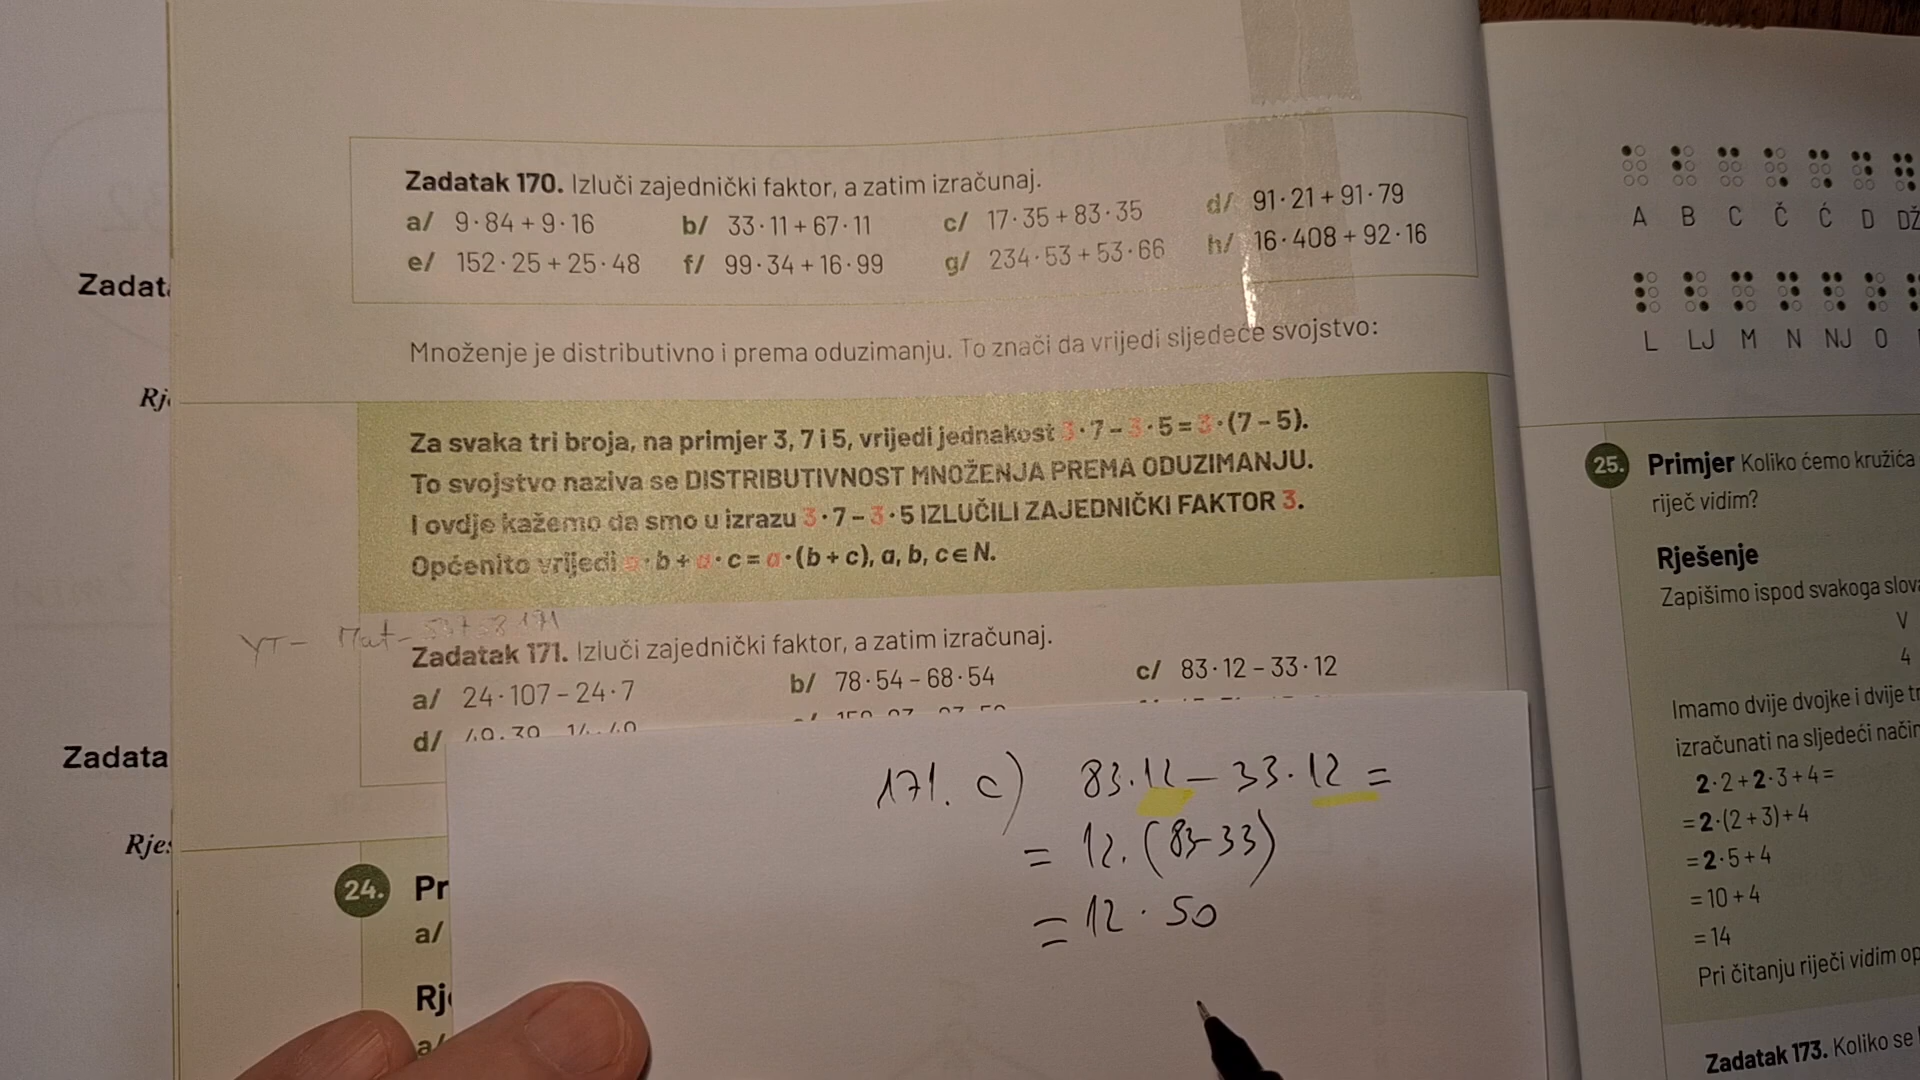 Zadatak 170. Izluči zajednički faktor, a zatim izračunaj.
a/ 9·84 + 9·16 b/ 33·11 + 67·11 c/ 17·35 + 83·35 d/ 91·21 + 91·79
e/ 152·25 + 25·48 f/ 99·34 + 16·99 g/ 234·53 + 53·66 h/ 16·408 + 92·16
Množenje je distributivno i prema oduzimanju. To znači da vrijedi sljedeće svojstvo:
Za svaka tri broja, na primjer 3, 7 i 5, vrijedi jednakost 3·7 – 3·5 = 3·(7 – 5).
To svojstvo naziva se DISTRIBUTIVNOST MNOŽENJA PREMA ODUZIMANJU.
I ovdje kažemo da smo u izrazu 3·7 – 3·5 IZLUČILI ZAJEDNIČKI FAKTOR 3.
Općenito vrijedi a·b + a·c = a·(b + c), a, b, c ∈ N.
YT – Mat –
Zadatak 171. Izluči zajednički faktor, a zatim izračunaj.
a/ 24·107 – 24·7 b/ 78·54 – 68·54 c/ 83·12 – 33·12
d/
171. c) 83·12 – 33·12 =
= 12·(83–33)
= 12·50
24. Pr
a/
Rj
a/
Zadat
Rj
Zadata
Rje
A B C Č Ć D DŽ
L LJ M N NJ O
25. Primjer Koliko ćemo kružića
riječ vidim?
Rješenje
Zapišimo ispod svakoga slova
V
4
Imamo dvije dvojke i dvije
izračunati na sljedeći način
2·2 + 2·3 + 4 =
= 2·(2 + 3) + 4
= 2·5 + 4
= 10 + 4
= 14
Pri čitanju riječi vidim
Zadatak 173. Koliko se